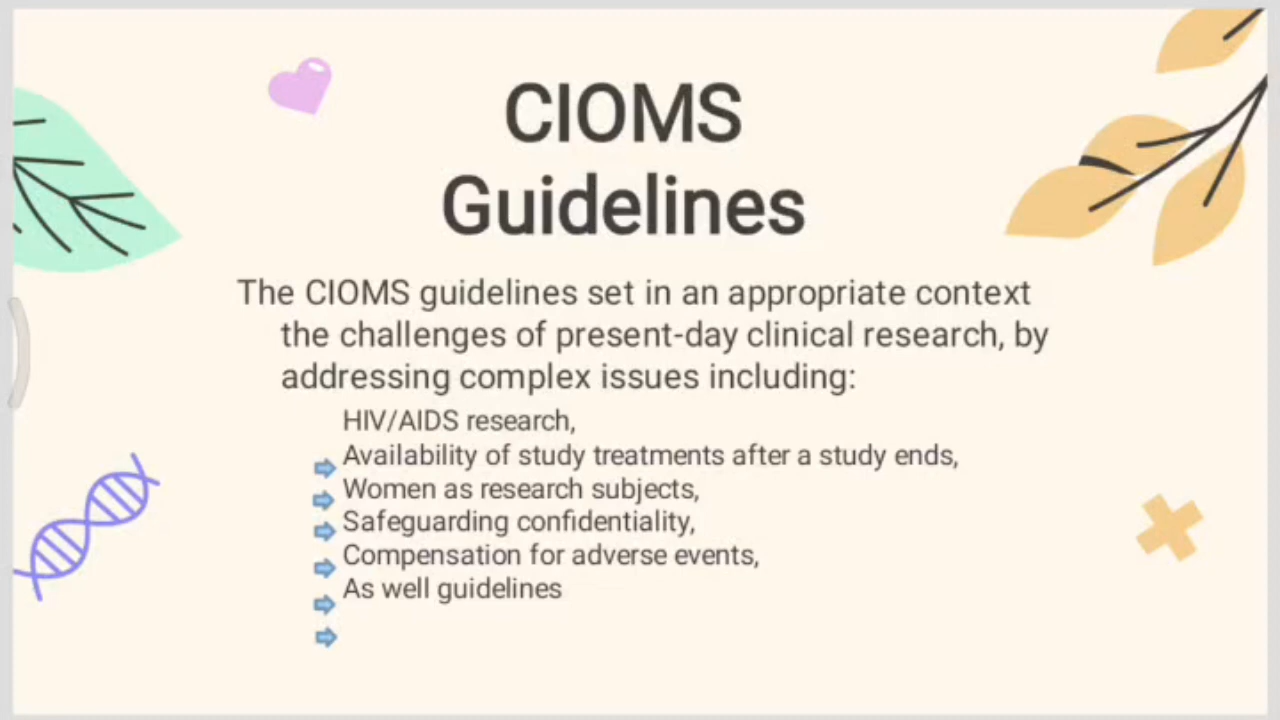 CIOMS
Guidelines
The CIOMS guidelines set in an appropriate context
the challenges of present-day clinical research, by
addressing complex issues including:
HIV/AIDS research,
Availability of study treatments after a study ends,
Women as research subjects,
Safeguarding confidentiality,
Compensation for adverse events,
As well guidelines